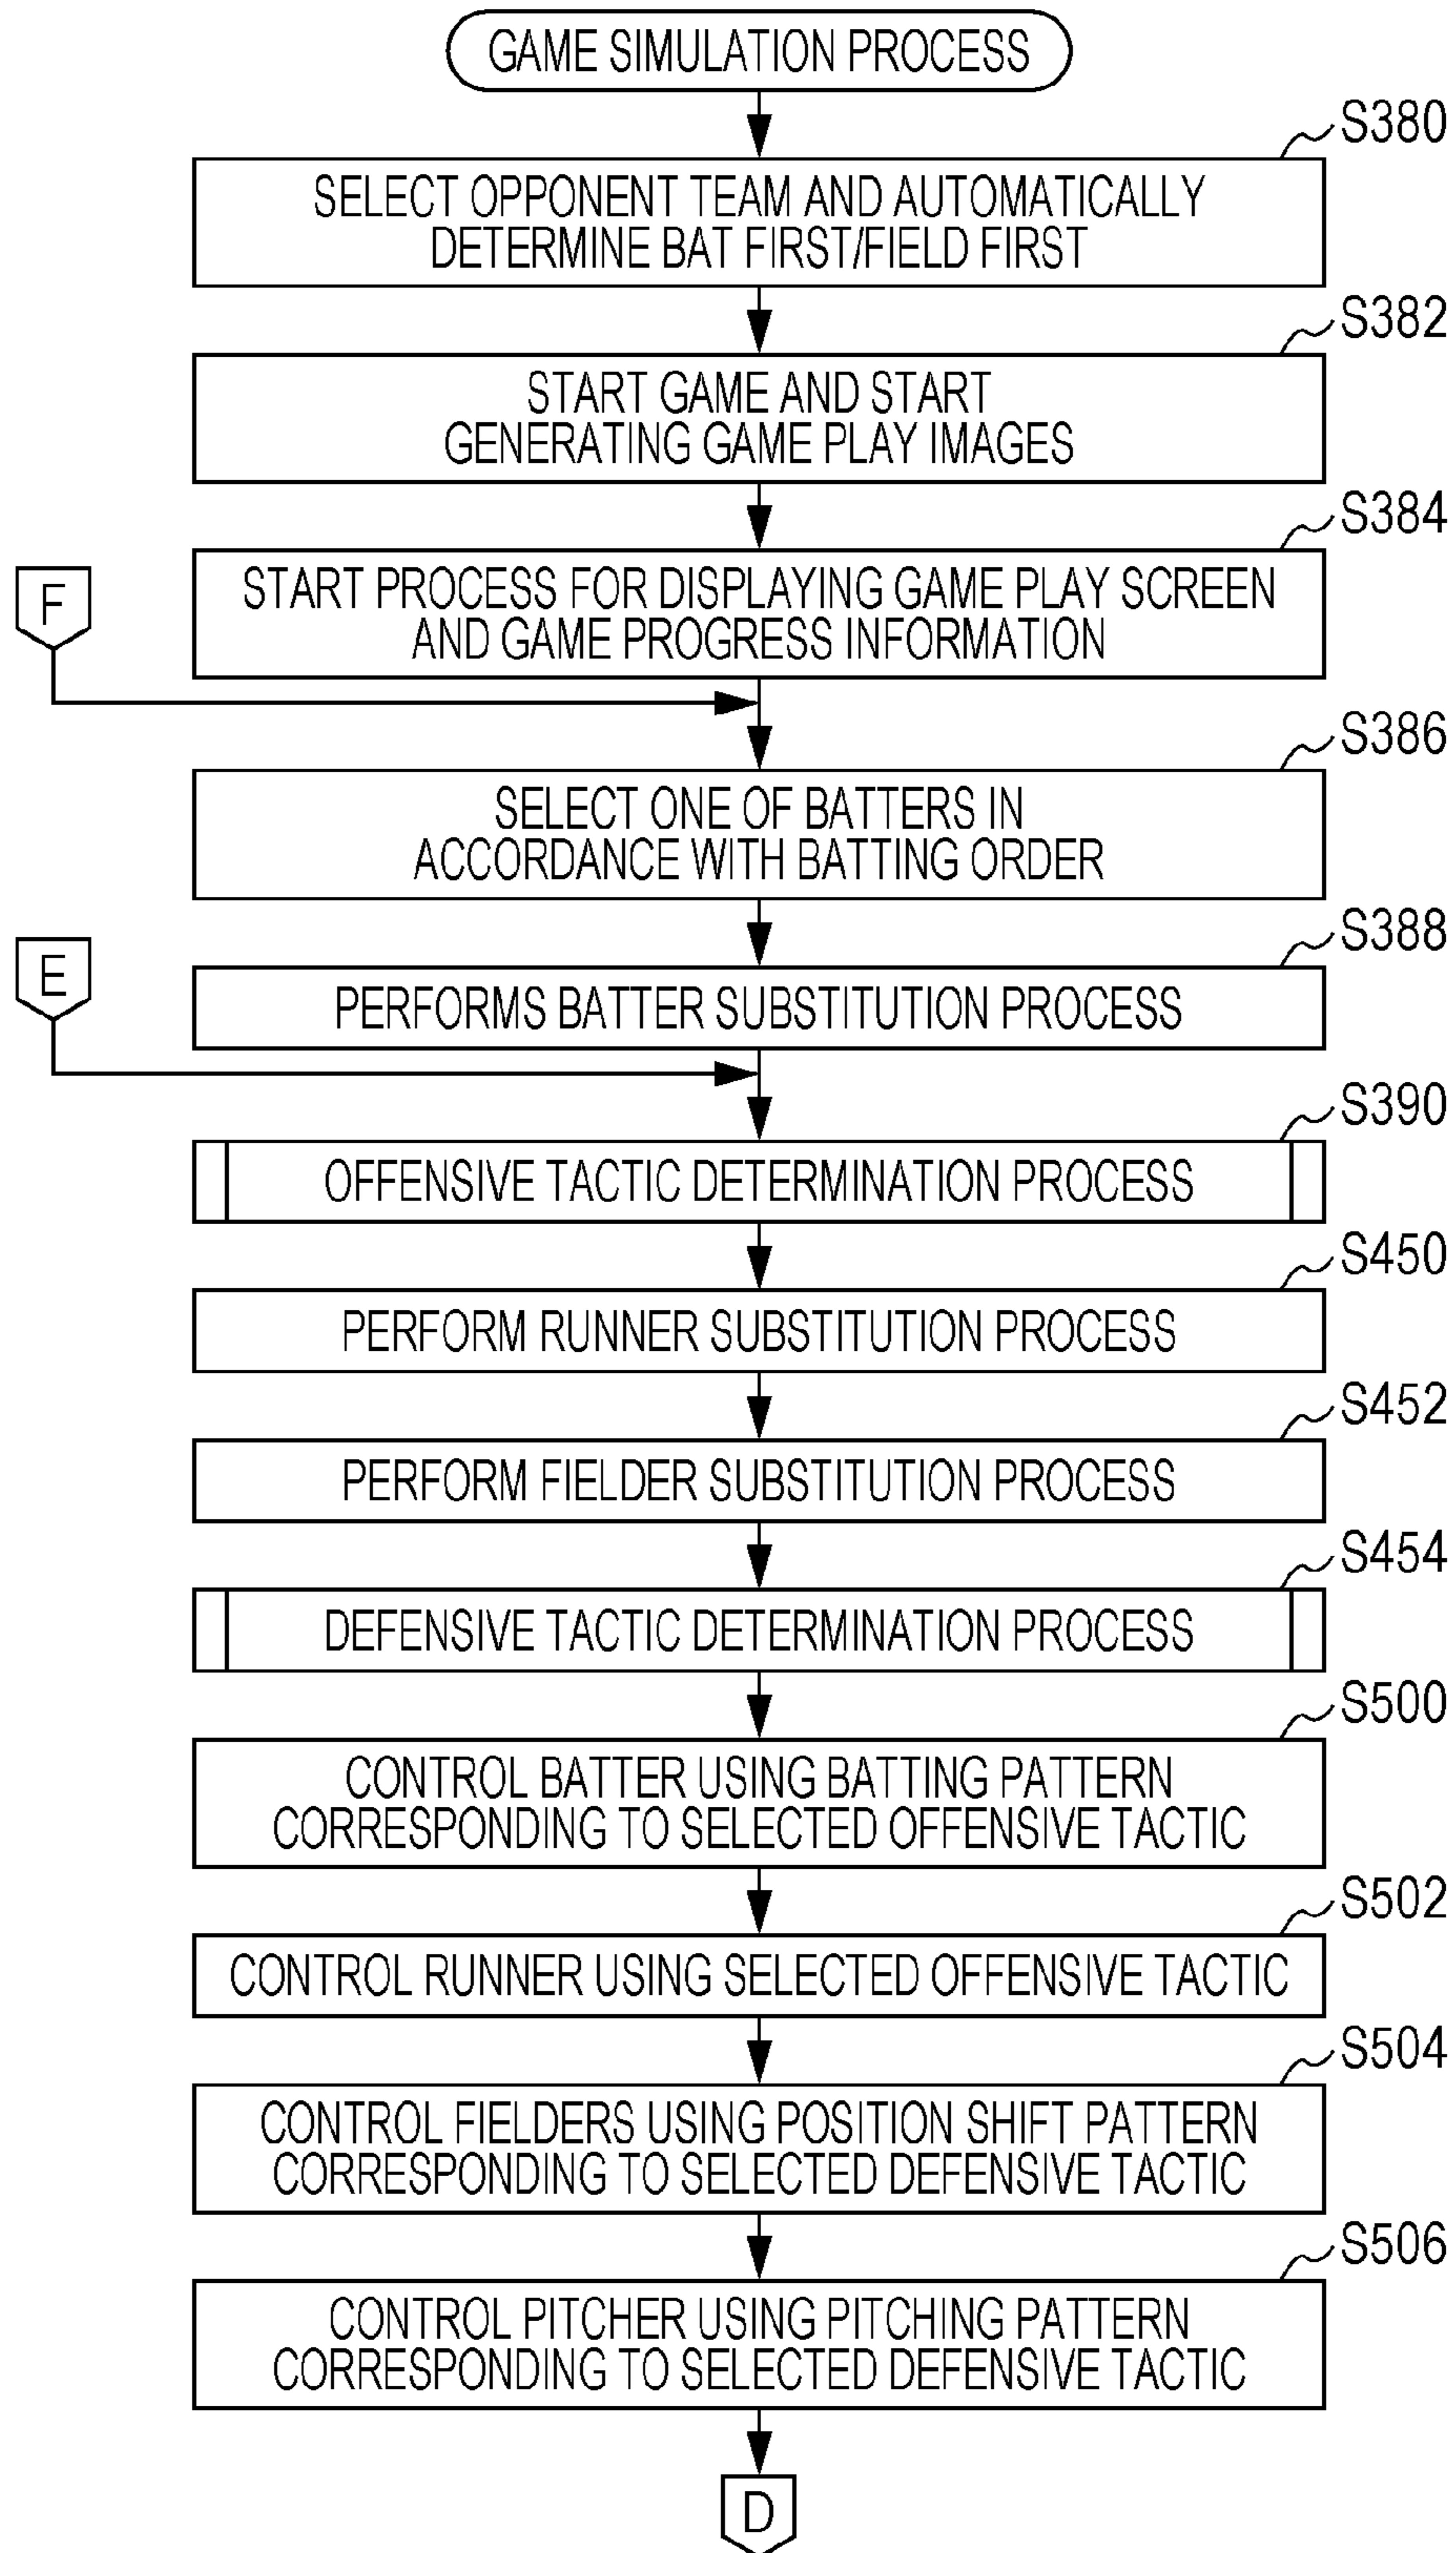 GAME SIMULATION PROCESS
S380
SELECT OPPONENT TEAM AND AUTOMATICALLY
DETERMINE BAT FIRST/FIELD FIRST
S382
START GAME AND START
GENERATING GAME PLAY IMAGES
S384
START PROCESS FOR DISPLAYING GAME PLAY SCREEN
AND GAME PROGRESS INFORMATION
F
S386
SELECT ONE OF BATTERS IN
ACCORDANCE WITH BATTING ORDER
S388
PERFORMS BATTER SUBSTITUTION PROCESS
E
S390
OFFENSIVE TACTIC DETERMINATION PROCESS
S450
PERFORM RUNNER SUBSTITUTION PROCESS
S452
PERFORM FIELDER SUBSTITUTION PROCESS
S454
DEFENSIVE TACTIC DETERMINATION PROCESS
S500
CONTROL BATTER USING BATTING PATTERN
CORRESPONDING TO SELECTED OFFENSIVE TACTIC
S502
CONTROL RUNNER USING SELECTED OFFENSIVE TACTIC
S504
CONTROL FIELDERS USING POSITION SHIFT PATTERN
CORRESPONDING TO SELECTED DEFENSIVE TACTIC
S506
CONTROL PITCHER USING PITCHING PATTERN
CORRESPONDING TO SELECTED DEFENSIVE TACTIC
D